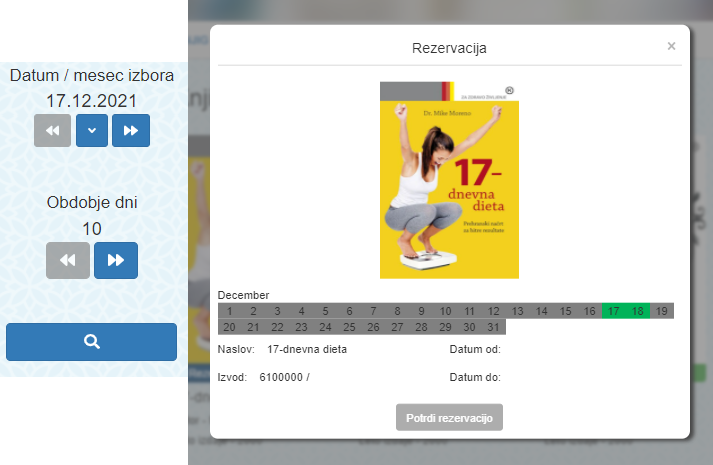 Datum / mesec izbora
17.12.2021
Obdobje dni
10
Rezervacija
×
ZA ZDRAVO ŽIVLJENJE
Dr. Mike Moreno
17-
dnevna
dieta
Preizkuseni načrt
za hitre rezultate
December
1 2 3 4 5 6 7 8 9 10 11 12 13 14 15 16 17 18 19
20 21 22 23 24 25 26 27 28 29 30 31
Naslov: 17-dnevna dieta Datum od:
Izvod: 6100000 / Datum do:
Potrdi rezervacijo